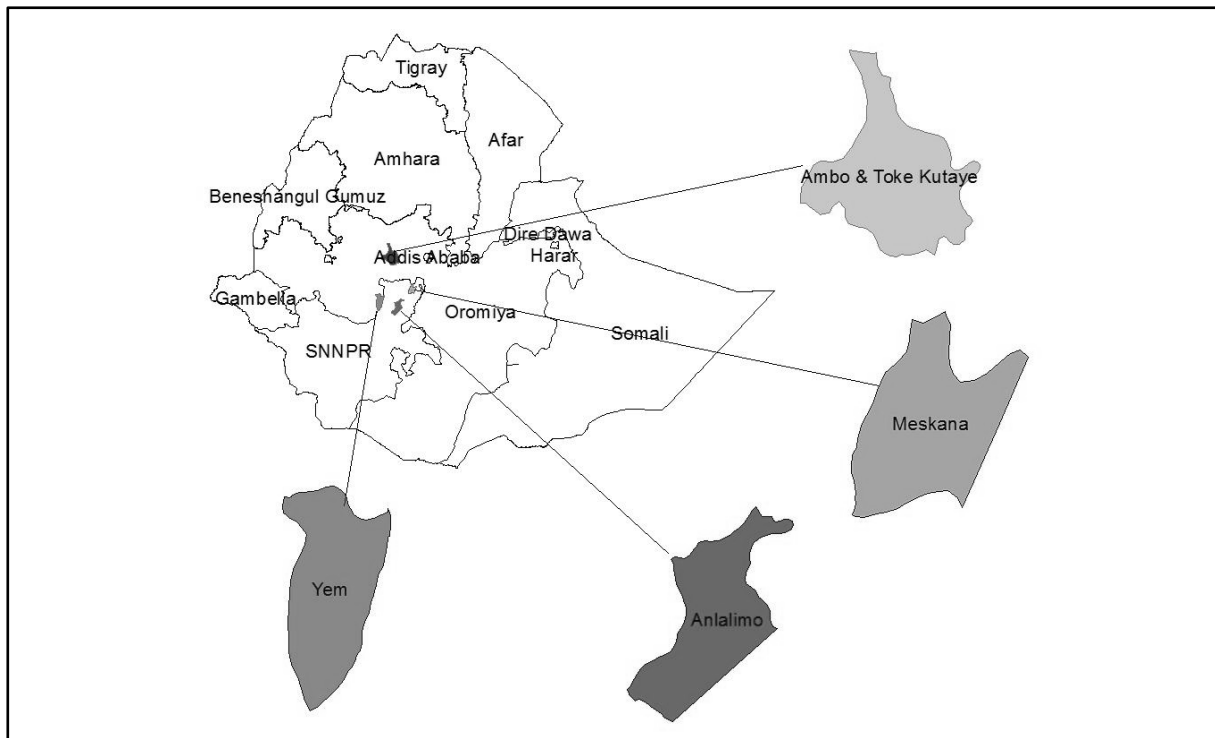 Tigray
Afar
Amhara
Ambo & Toke Kutaye
Beneshangul Gumuz
Dire Dawa
Addis Ababa
Harar
Gambella
Oromiya
Somali
SNNPR
Meskana
Yem
Anlalimo